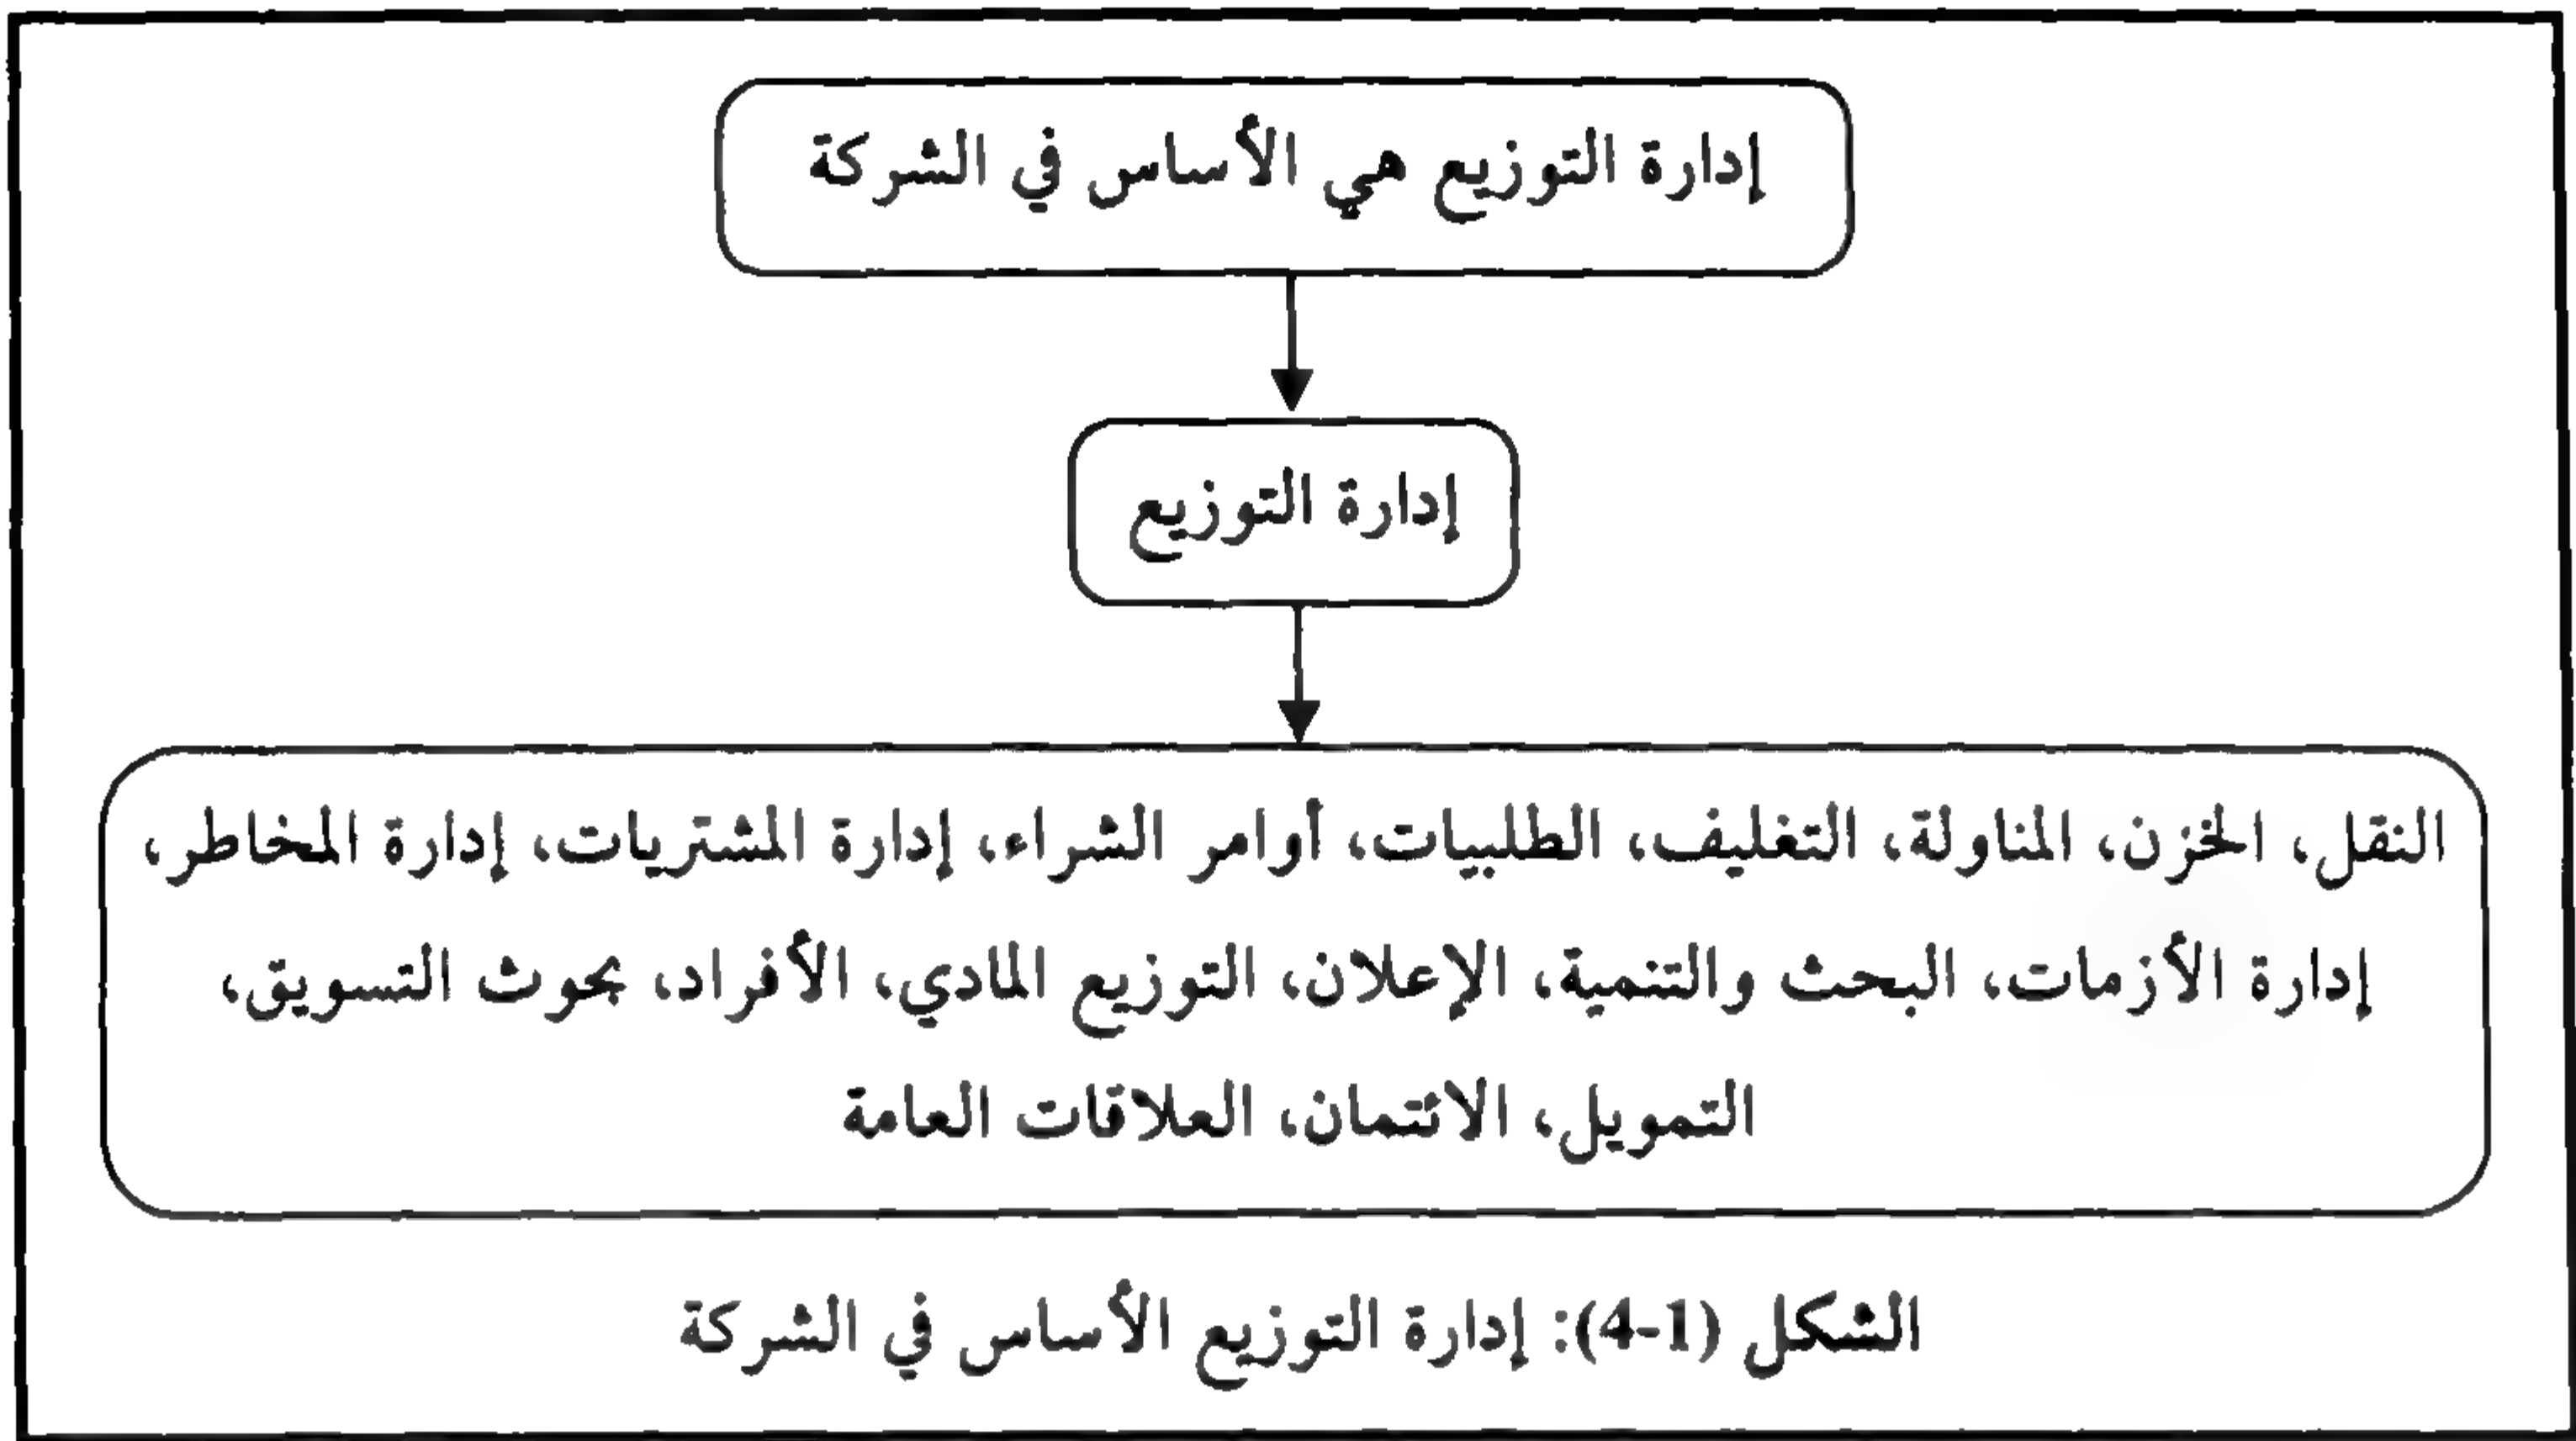 إدارة التوزيع هي الأساس في الشركة
إدارة التوزيع
النقل، الخزن، المناولة، التغليف، الطلبيات، أوامر الشراء، إدارة المشتريات، إدارة المخاطر،
إدارة الأزمات، البحث والتنمية، الإعلان، التوزيع المادي، الأفراد، بحوث التسويق،
التمويل، الائتمان، العلاقات العامة
الشكل (4-1): إدارة التوزيع الأساس في الشركة